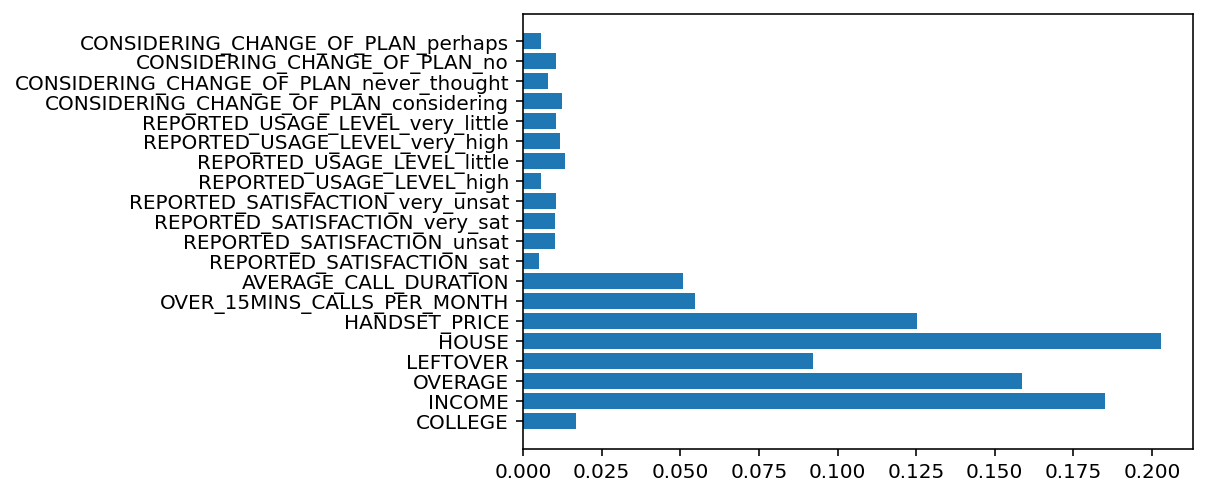 CONSIDERING_CHANGE_OF_PLAN_perhaps
CONSIDERING_CHANGE_OF_PLAN_no
CONSIDERING_CHANGE_OF_PLAN_never_thought
CONSIDERING_CHANGE_OF_PLAN_considering
REPORTED_USAGE_LEVEL_very_little
REPORTED_USAGE_LEVEL_very_high
REPORTED_USAGE_LEVEL_little
REPORTED_USAGE_LEVEL_high
REPORTED_SATISFACTION_very_unsat
REPORTED_SATISFACTION_very_sat
REPORTED_SATISFACTION_unsat
REPORTED_SATISFACTION_sat
AVERAGE_CALL_DURATION
OVER_15MINS_CALLS_PER_MONTH
HANDSET_PRICE
HOUSE
LEFTOVER
OVERAGE
INCOME
COLLEGE
0.000 0.025 0.050 0.075 0.100 0.125 0.150 0.175 0.200